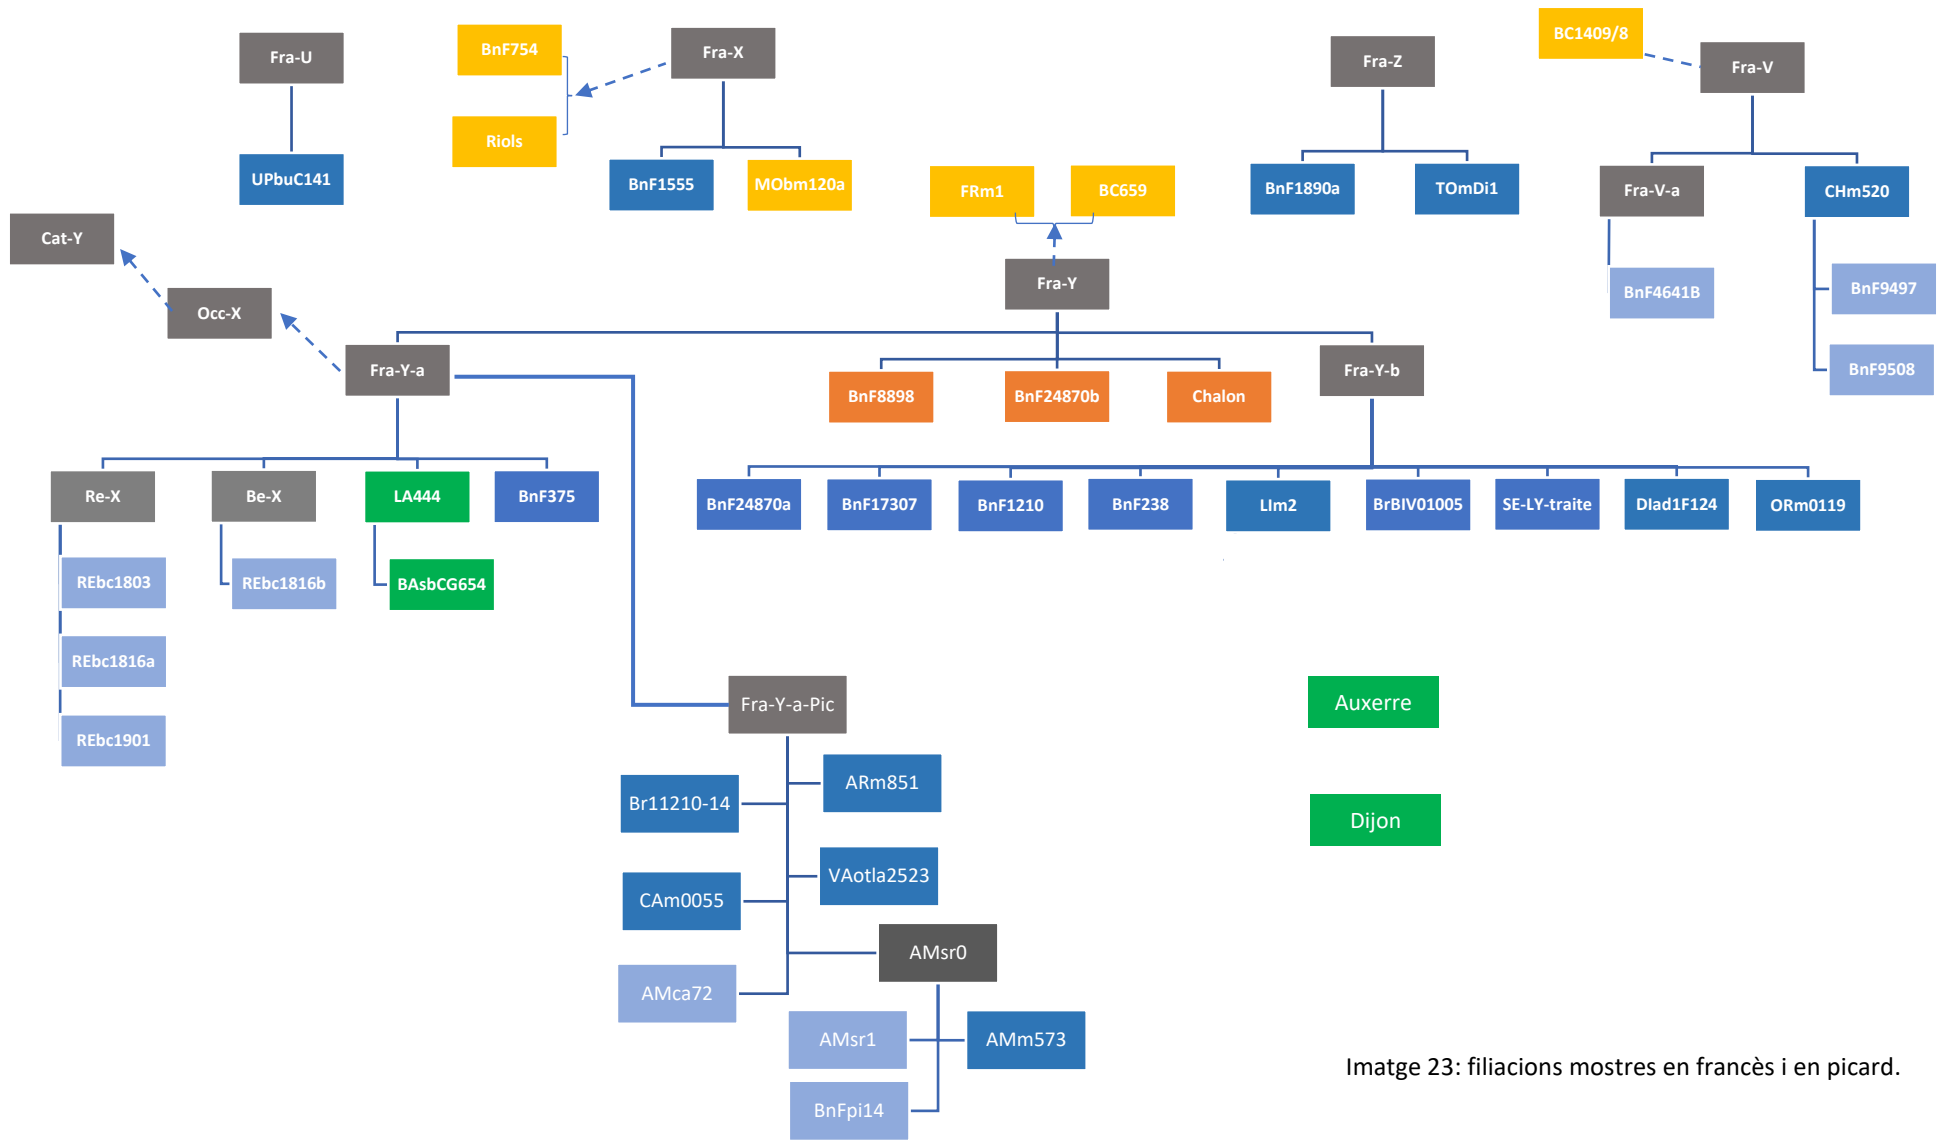 BC1409/8
BnF754
Fra-X
Fra-U
Fra-Z
Fra-V
Riols
UPbuC141
BnF1555
MObm120a
FRm1
BC659
BnF1890a
TOmDi1
Fra-V-a
CHm520
Cat-Y
Occ-X
Fra-Y
BnF4641B
BnF9497
Fra-Y-a
Fra-Y-b
BnF9508
BnF8898
BnF24870b
Chalon
Re-X
Be-X
LA444
BnF375
BnF24870a
BnF17307
BnF1210
BnF238
LIm2
BrBIV01005
SE-LY-traite
DIad1F124
ORm0119
REbc1803
REbc1816b
BAsbCG654
REbc1816a
REbc1901
Fra-Y-a-Pic
Auxerre
ARm851
Br11210-14
Dijon
VAotla2523
CAm0055
AMsr0
AMca72
AMsr1
AMm573
BnFpi14
Imatge 23: filiacions mostres en francès i en picard.